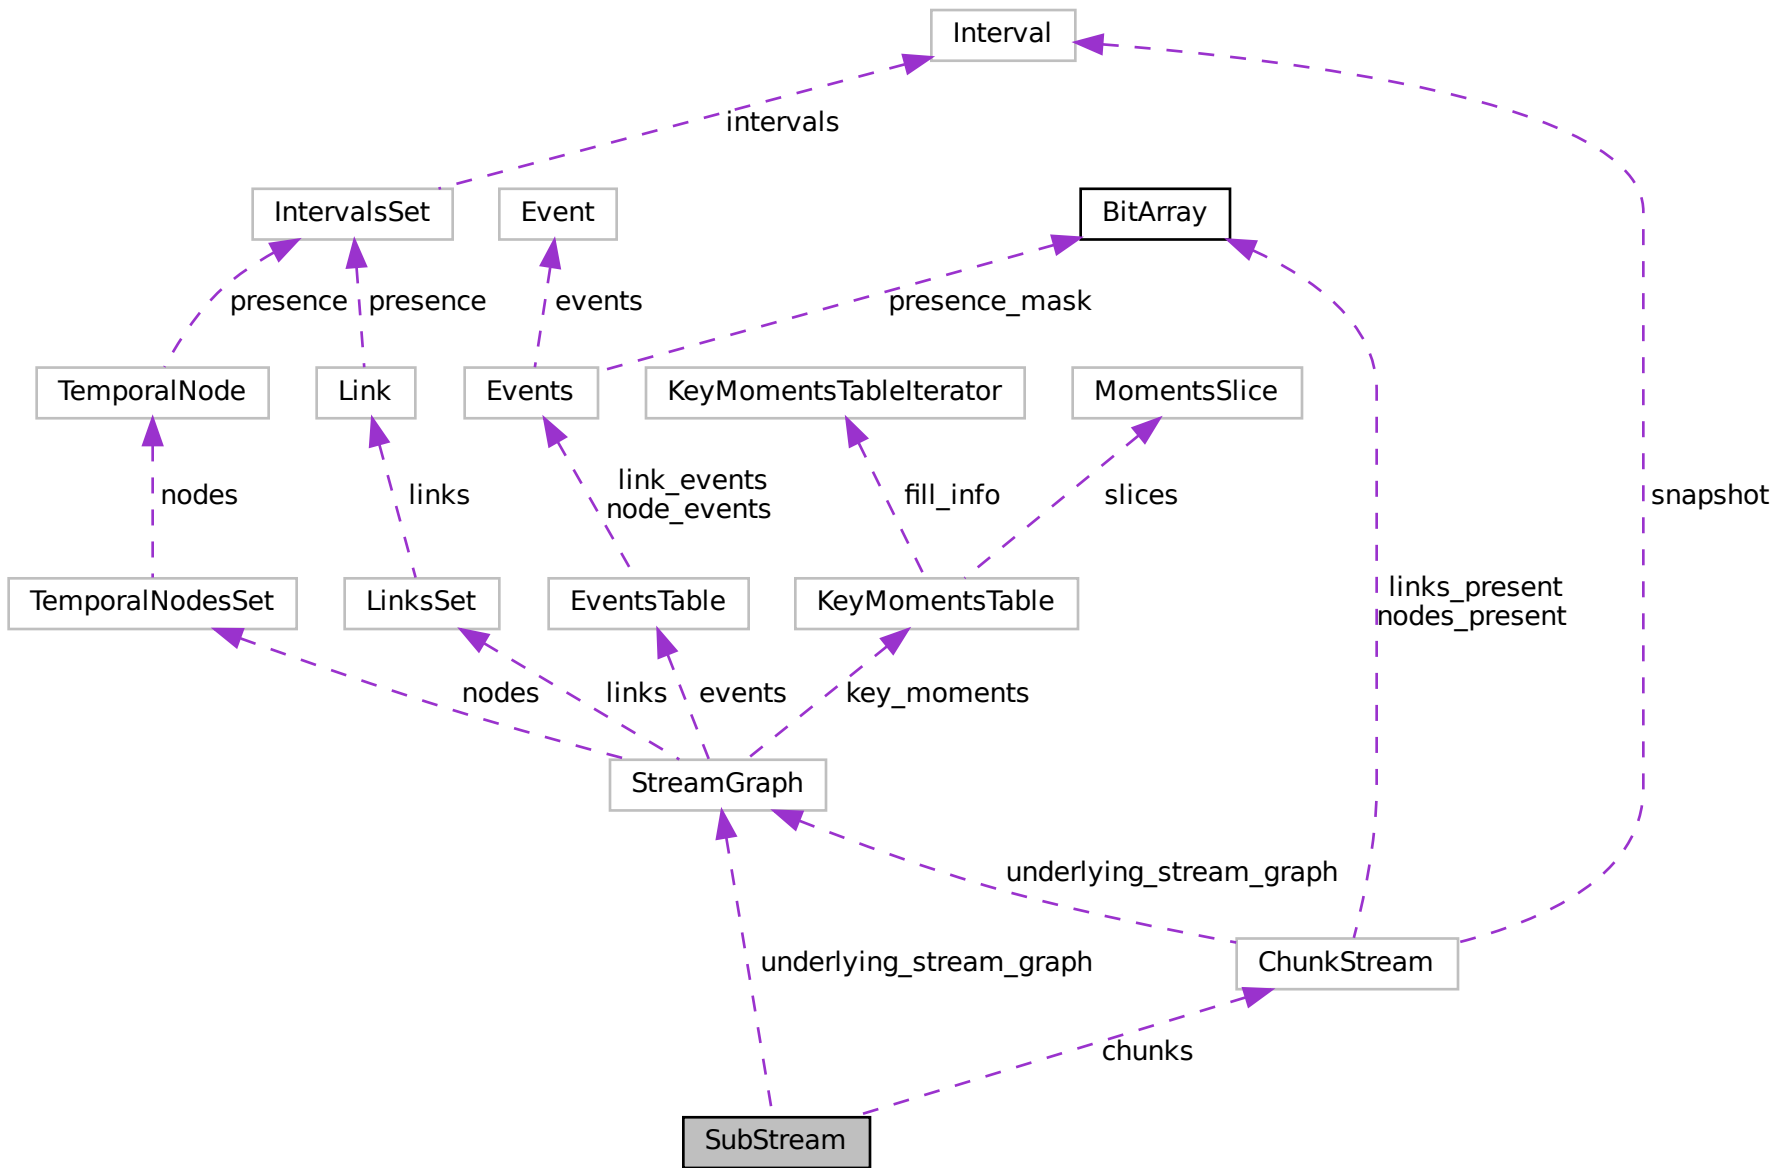 Interval
intervals
IntervalsSet
Event
BitArray
presence
presence
events
presence_mask
TemporalNode
Link
Events
KeyMomentsTableIterator
MomentsSlice
nodes
links
link_events
node_events
fill_info
slices
snapshot
links_present
nodes_present
TemporalNodesSet
LinksSet
EventsTable
KeyMomentsTable
nodes
links
events
key_moments
StreamGraph
underlying_stream_graph
underlying_stream_graph
ChunkStream
chunks
SubStream